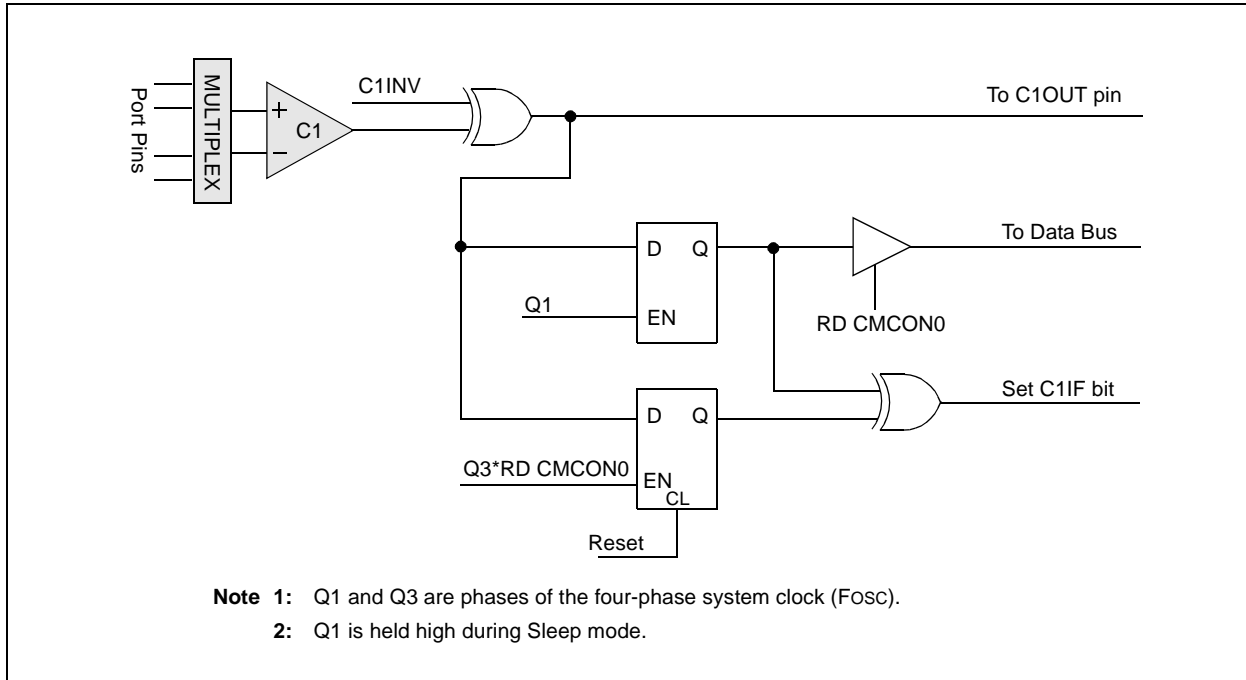 C1INV
To C1OUT pin
Port Pins
MULTIPLEX
+
C1
−
D Q
To Data Bus
Q1
EN
RD CMCON0
Set C1IF bit
D Q
Q3*RD CMCON0
EN
CL
Reset
Note 1: Q1 and Q3 are phases of the four-phase system clock (FOSC).
2: Q1 is held high during Sleep mode.